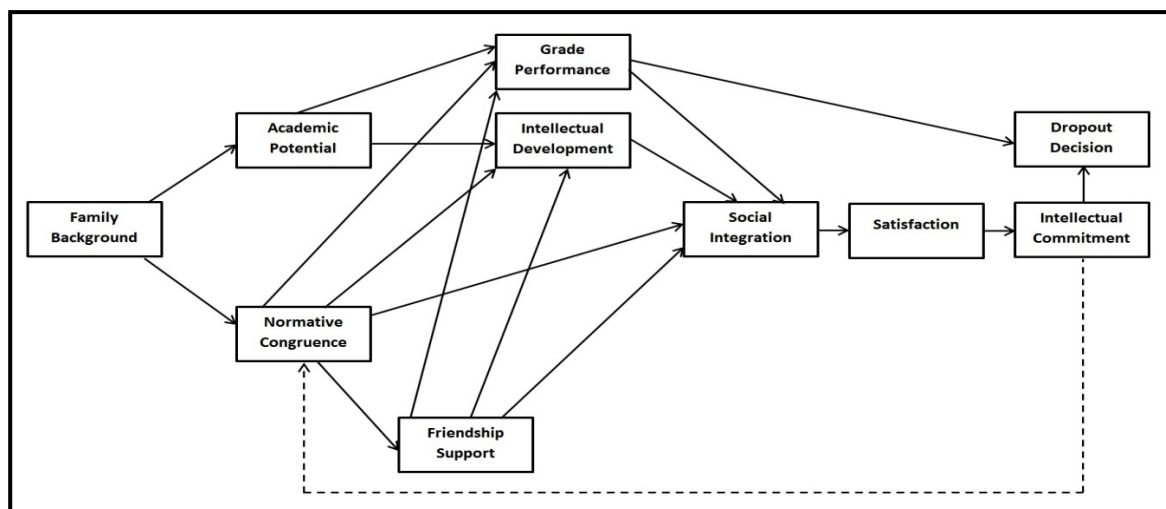 Grade
Performance
Academic
Potential
Intellectual
Development
Dropout
Decision
Family
Background
Social
Integration
Satisfaction
Intellectual
Commitment
Normative
Congruence
Friendship
Support